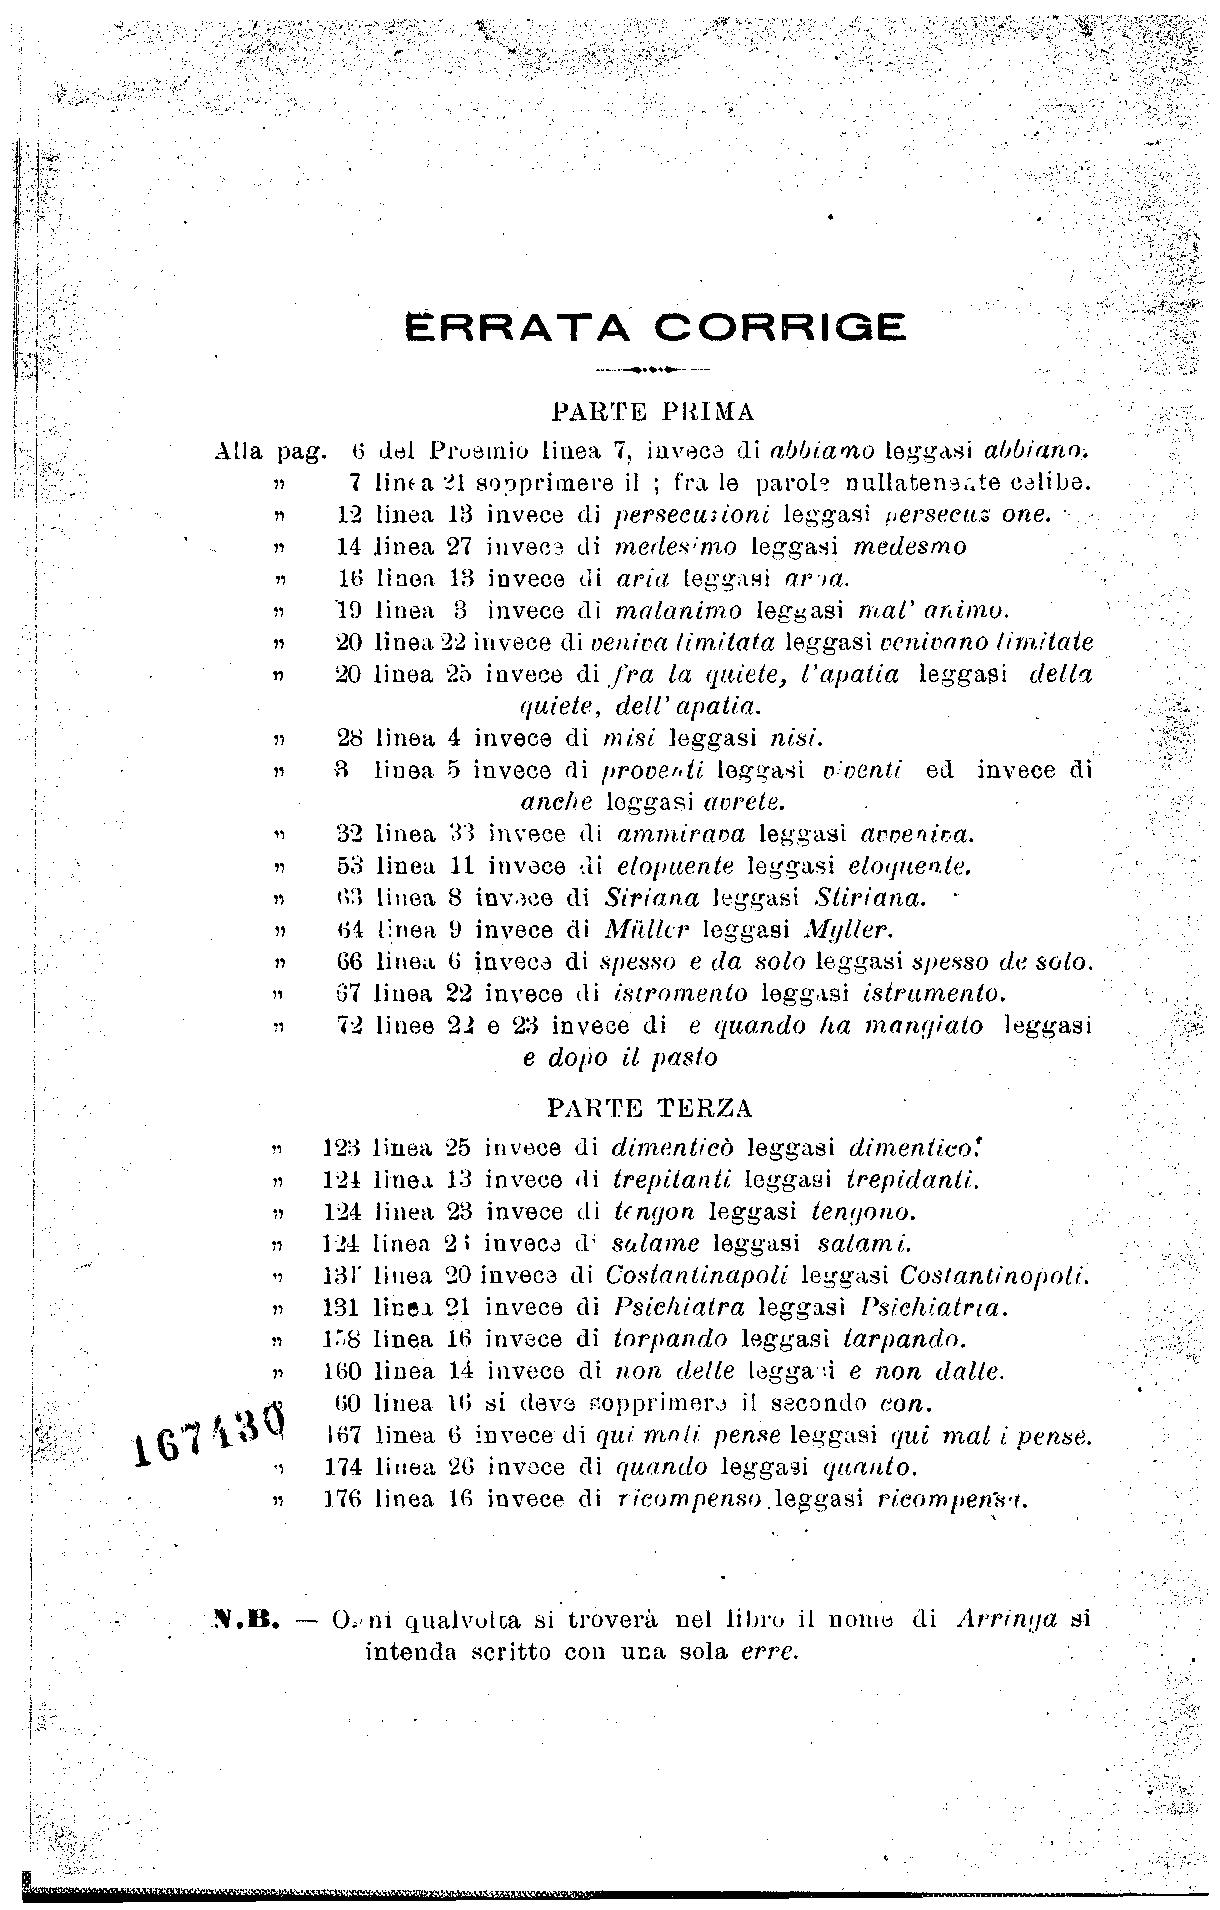 ERRATA CORRIGE
PARTE PRIMA
Alla pag. 6 del Proemio linea 7, invece di abbiamo leggasi abbiano.
" 7 linea 21 sopprimere il ; fra le parole nullatenente celibe.
" 12 linea 13 invece di persecuzioni leggasi persecuzione.
" 14 linea 27 invece di medesimo leggasi medesmo
" 16 linea 13 invece di aria leggasi
" 19 linea 3 invece di malanimo leggasi mal' animo.
" 20 linea 22 invece di veniva limitata leggasi venivano limitate
" 20 linea 25 invece di fra la quiete, l'apatia leggasi della
quiete, dell' apatia.
" 28 linea 4 invece di misi leggasi nisi.
" 3 linea 5 invece di proventi leggasi viventi ed invece di
anche leggasi avrete.
" 32 linea 33 invece di ammirava leggasi avveniva.
" 53 linea 11 invece di elopuente leggasi eloquente.
" 63 linea 8 invece di Siriana leggasi Stiriana.
" 64 linea 9 invece di Müller leggasi Myller.
" 66 linea 6 invece di spesso e da solo leggasi spesso de solo.
" 67 linea 22 invece di istromento leggasi istrumento.
" 72 linee 22 e 23 invece di e quando ha mangiato leggasi
e dopo il pasto
PARTE TERZA
" 123 linea 25 invece di dimenticò leggasi dimentico!
" 124 linea 13 invece di trepitanti leggasi trepidanti.
" 124 linea 23 invece di tengon leggasi tengono.
" 124 linea invece di salame leggasi salami.
" 131 linea 20 invece di Costantinapoli leggasi Costantinopoli.
" 131 linea 21 invece di Psichiatra leggasi Psichiatria.
" linea 16 invece di torpando leggasi tarpando.
" 160 linea 14 invece di non delle leggasi e non dalle.
60 linea 16 si deve sopprimere il secondo con.
167430
167 linea 6 invece di qui moli pense leggasi qui mal i pense.
" 174 linea 26 invece di quando leggasi quanto.
" 176 linea 16 invece di ricompenso leggasi ricompensa.
N.B. — Ogni qualvolta si troverà nel libro il nome di Arringa si
intenda scritto con una sola erre.